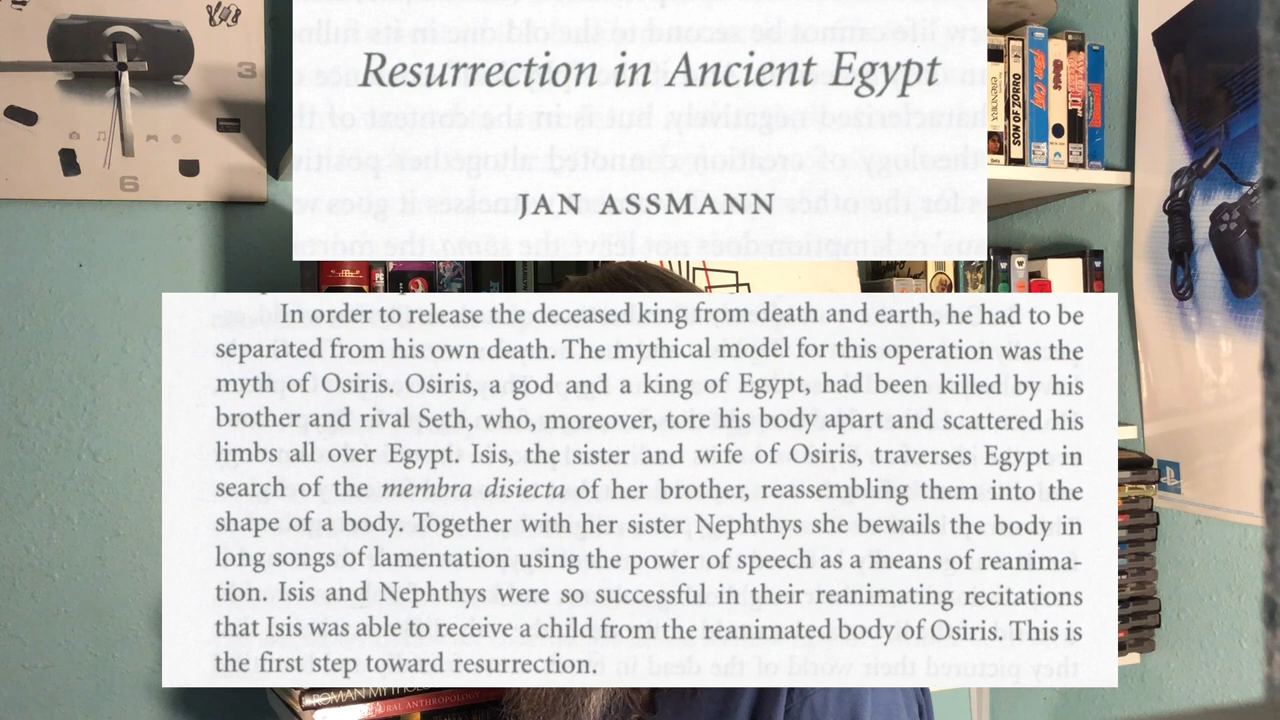 3
6
Resurrection in Ancient Egypt
JAN ASSMANN
SON OF ZORRO
In order to release the deceased king from death and earth, he had to be
separated from his own death. The mythical model for this operation was the
myth of Osiris. Osiris, a god and a king of Egypt, had been killed by his
brother and rival Seth, who, moreover, tore his body apart and scattered his
limbs all over Egypt. Isis, the sister and wife of Osiris, traverses Egypt in
search of the membra disiecta of her brother, reassembling them into the
shape of a body. Together with her sister Nephthys she bewails the body in
long songs of lamentation using the power of speech as a means of reanima-
tion. Isis and Nephthys were so successful in their reanimating recitations
that Isis was able to receive a child from the reanimated body of Osiris. This is
the first step toward resurrection.
ROMAN MYTHOLO
URAL ANTHROPOLOGY